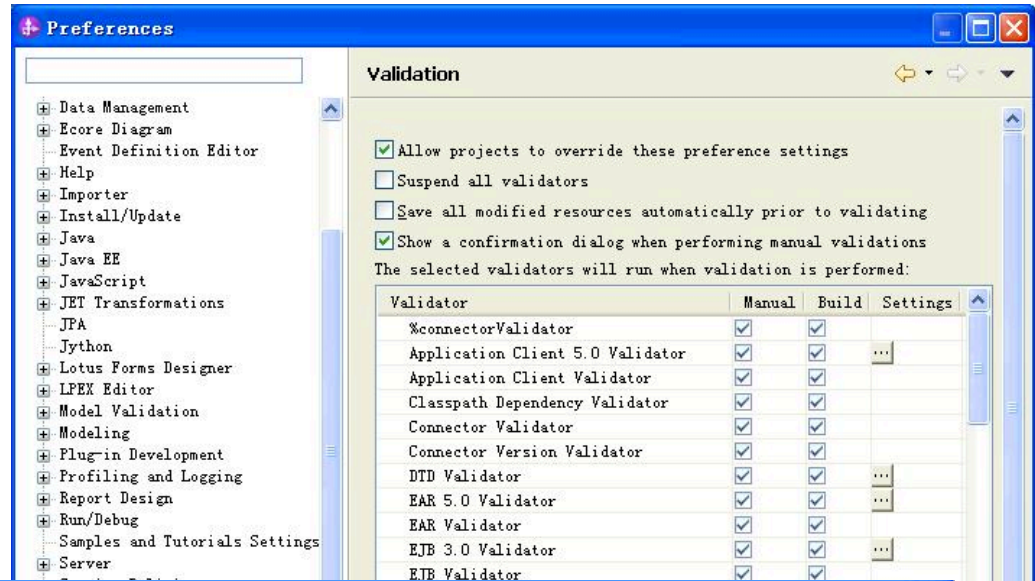 Preferences
Data Management
Ecore Diagram
Event Definition Editor
Help
Importer
Install/Update
Java
Java EE
JavaScript
JET Transformations
JPA
Jython
Lotus Forms Designer
LPEX Editor
Model Validation
Modeling
Plug-in Development
Profiling and Logging
Report Design
Run/Debug
Samples and Tutorials Settings
Server
Validation
Allow projects to override these preference settings
Suspend all validators
Save all modified resources automatically prior to validating
Show a confirmation dialog when performing manual validations
The selected validators will run when validation is performed:
Validator Manual Build Settings
%connectorValidator
Application Client 5.0 Validator ...
Application Client Validator
Classpath Dependency Validator
Connector Validator
Connector Version Validator
DTD Validator ...
EAR 5.0 Validator ...
EAR Validator
EJB 3.0 Validator ...
EJB Validator